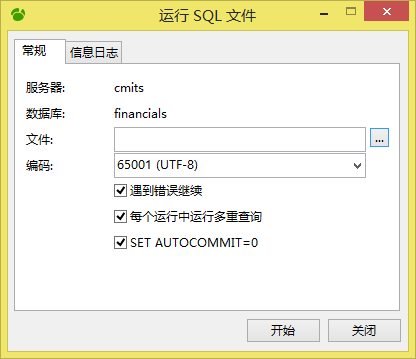 运行 SQL 文件
常规 信息日志
服务器: cmits
数据库: financials
文件: ...
编码: 65001 (UTF-8)
遇到错误继续
每个运行中运行多重查询
SET AUTOCOMMIT=0
开始 关闭